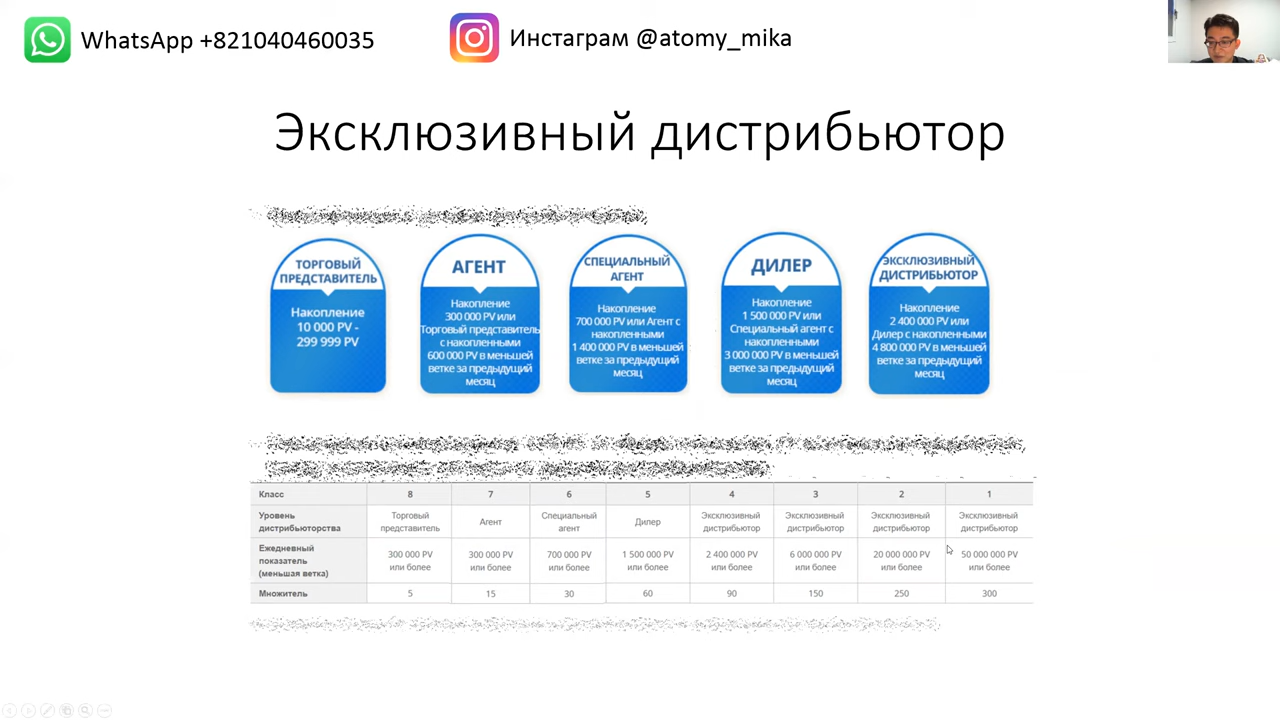 WhatsApp +821040460035
Инстаграм @atomy_mika
Эксклюзивный дистрибьютор
ТОРГОВЫЙ
ПРЕДСТАВИТЕЛЬ
Накопление
10 000 PV -
299 999 PV
АГЕНТ
Накопление
300 000 PV или
Торговый представитель
с накопленными
600 000 PV в меньшей
ветке за предыдущий
месяц
СПЕЦИАЛЬНЫЙ
АГЕНТ
Накопление
700 000 PV или Агент с
накопленными
1 400 000 PV в меньшей
ветке за предыдущий
месяц
ДИЛЕР
Накопление
1 500 000 PV или
Специальный агент с
накопленными
3 000 000 PV в меньшей
ветке за предыдущий
месяц
ЭКСКЛЮЗИВНЫЙ
ДИСТРИБЬЮТОР
Накопление
2 400 000 PV или
Дилер с накопленными
4 800 000 PV в меньшей
ветке за предыдущий
месяц
Класс 8 7 6 5 4 3 2 1
Уровень дистрибьюторства
Торговый представитель
Агент
Специальный агент
Дилер
Эксклюзивный дистрибьютор
Эксклюзивный дистрибьютор
Эксклюзивный дистрибьютор
Эксклюзивный дистрибьютор
Ежедневный показатель (меньшая ветка)
300 000 PV или более
300 000 PV или более
700 000 PV или более
1 500 000 PV или более
2 400 000 PV или более
6 000 000 PV или более
20 000 000 PV или более
50 000 000 PV или более
Множитель 5 15 30 60 90 150 250 300